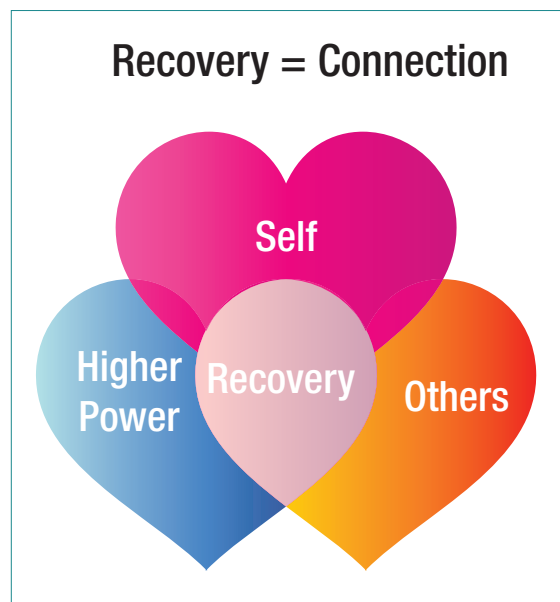 Recovery = Connection
Self
Higher
Power
Recovery
Others